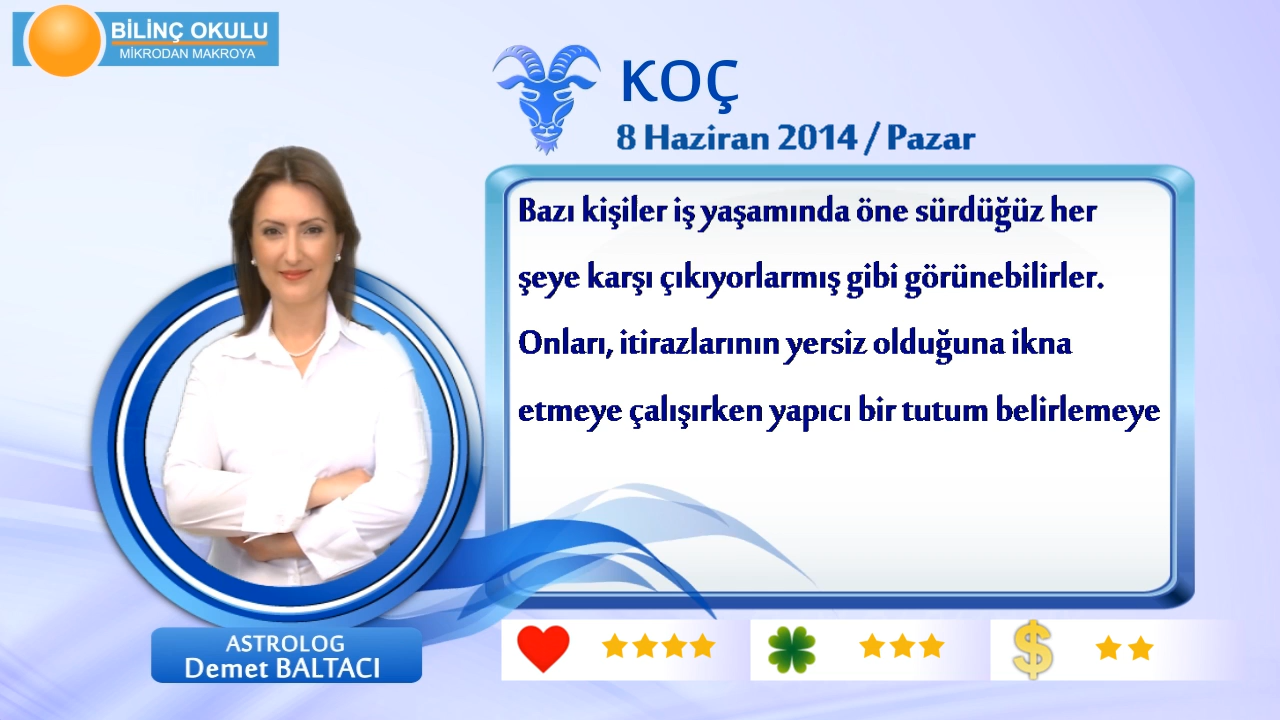 BİLİNÇ OKULU
MİKRODAN MAKROYA
KOÇ
8 Haziran 2014 / Pazar
Bazı kişiler iş yaşamında öne sürdüğüz her
şeye karşı çıkıyorlarmış gibi görünebilirler.
Onları, itirazlarının yersiz olduğuna ikna
etmeye çalışırken yapıcı bir tutum belirlemeye
ASTROLOG
Demet BALTACI